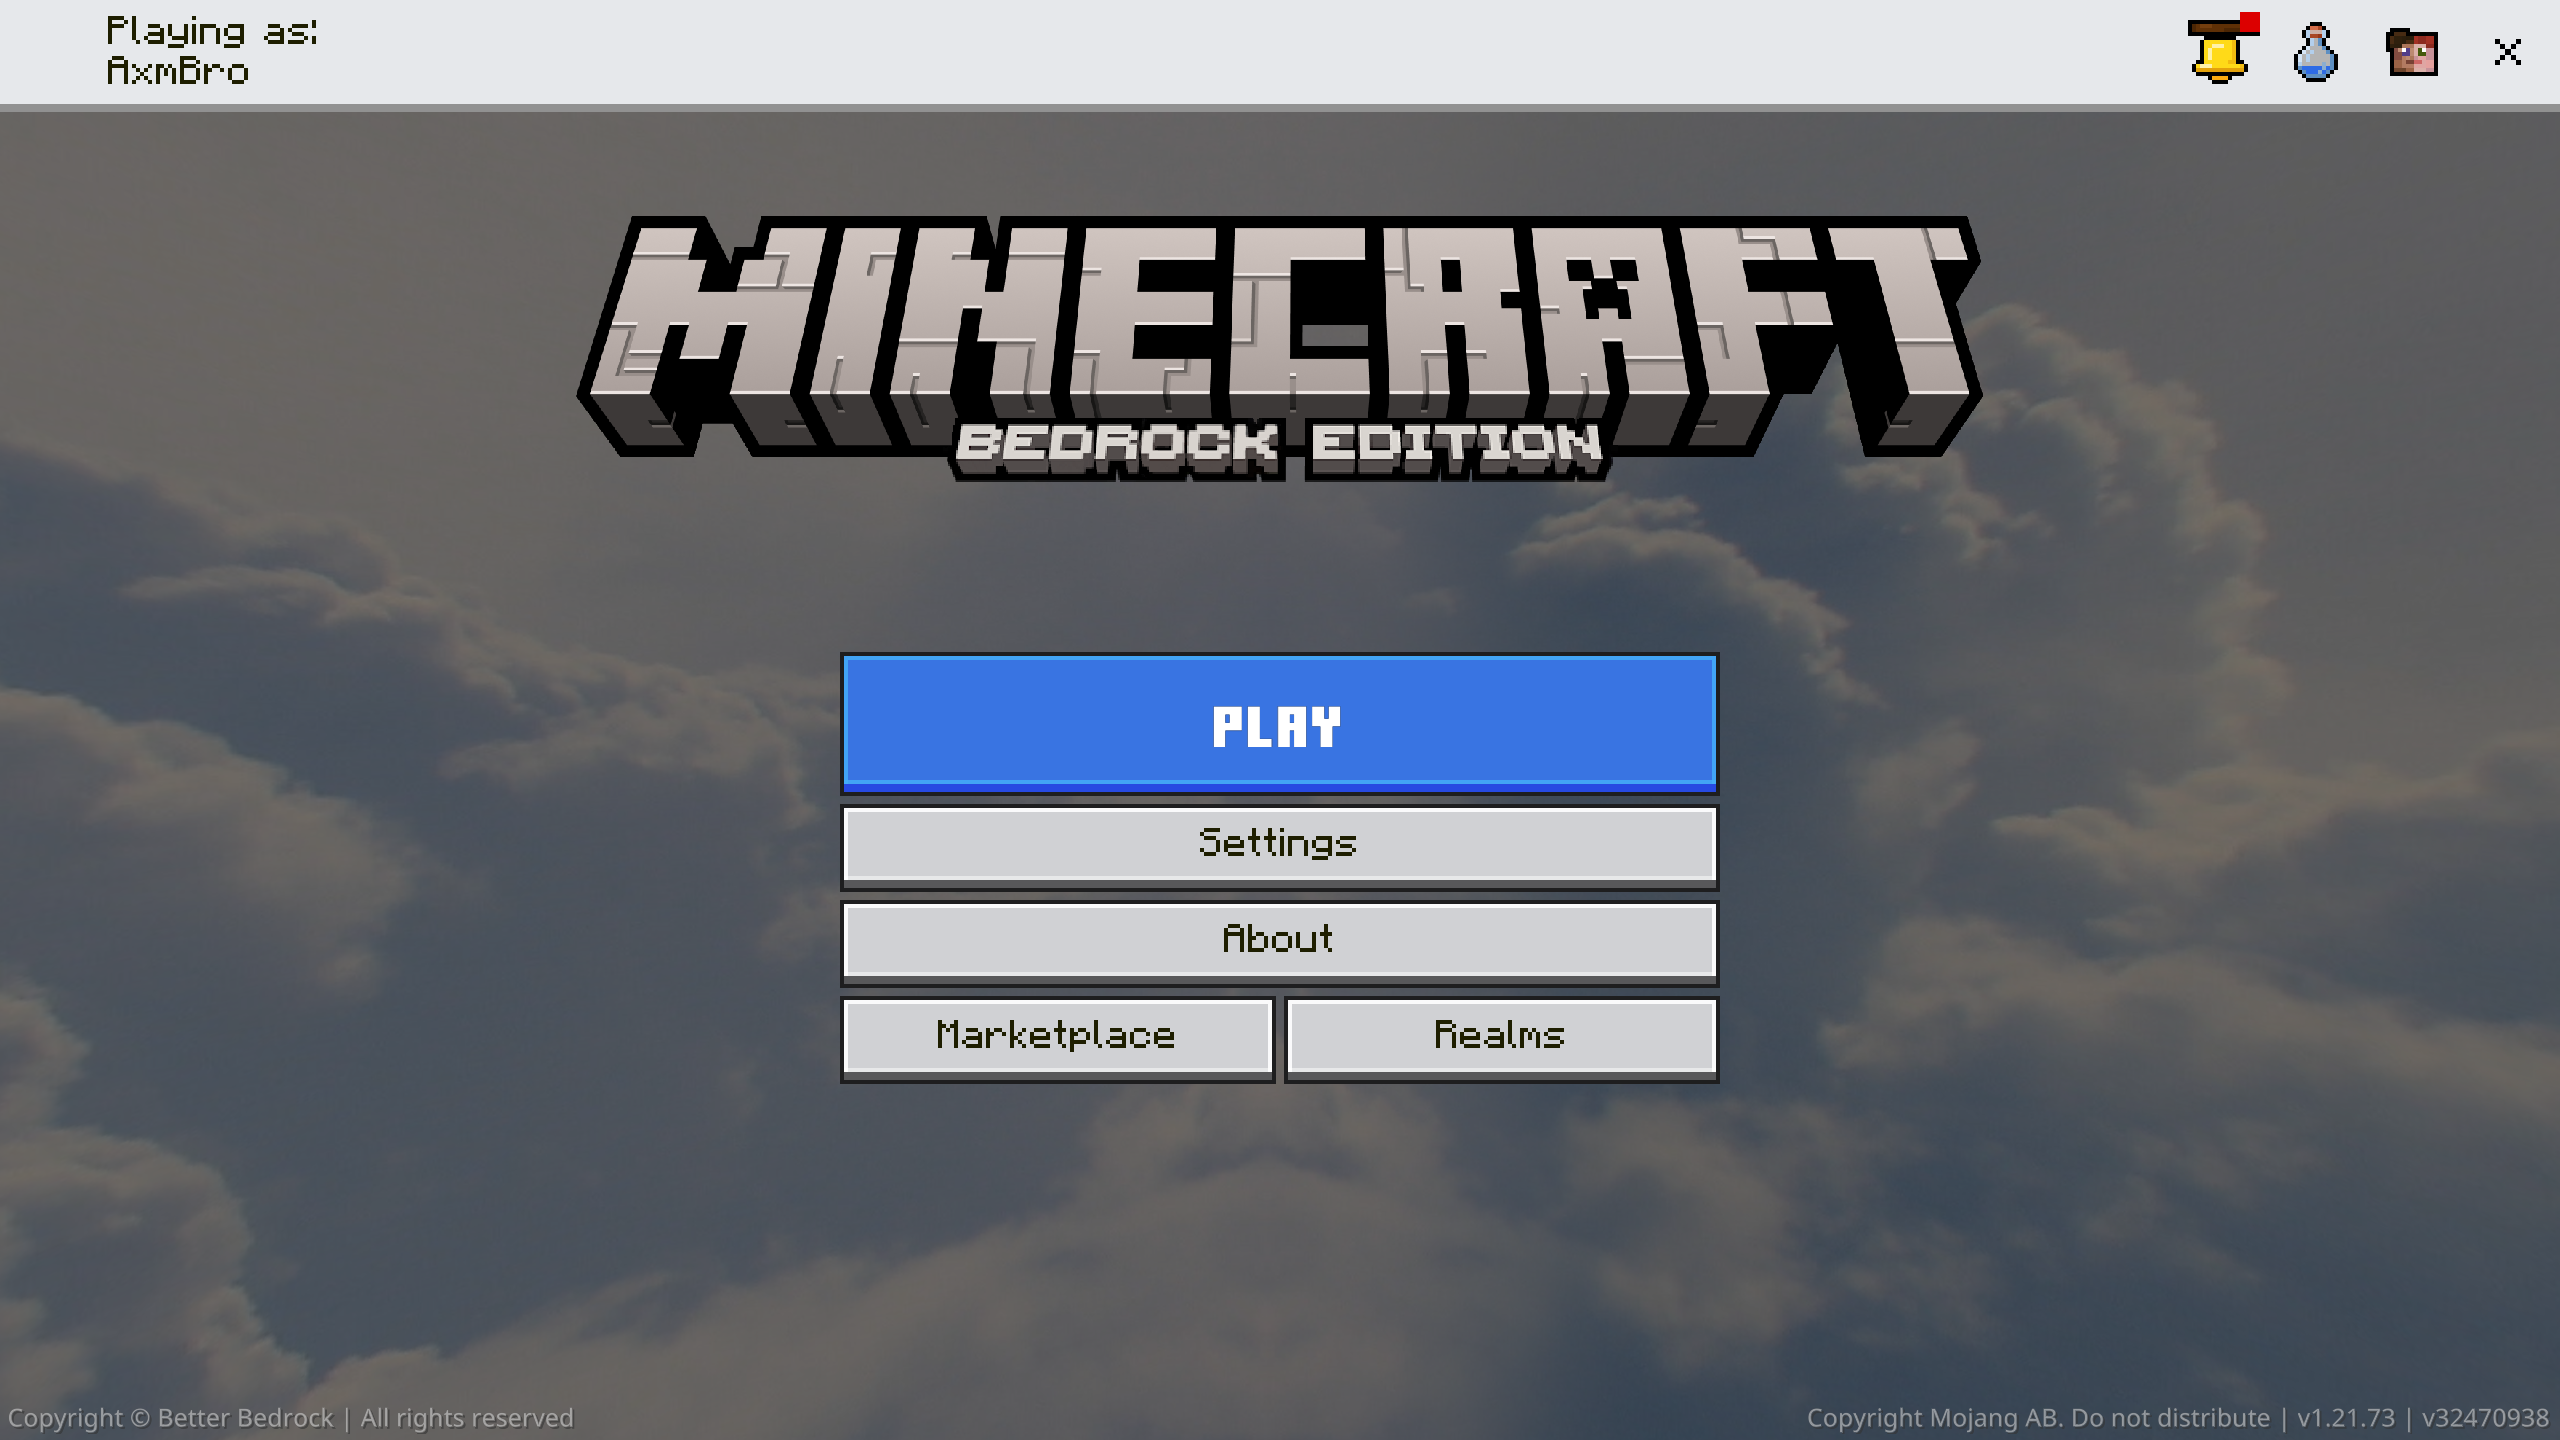 Playing as:
AxmBro
MINECRAFT
BEDROCK EDITION
PLAY
Settings
About
Marketplace
Realms
Copyright © Better Bedrock | All rights reserved
Copyright Mojang AB. Do not distribute | v1.21.73 | v32470938